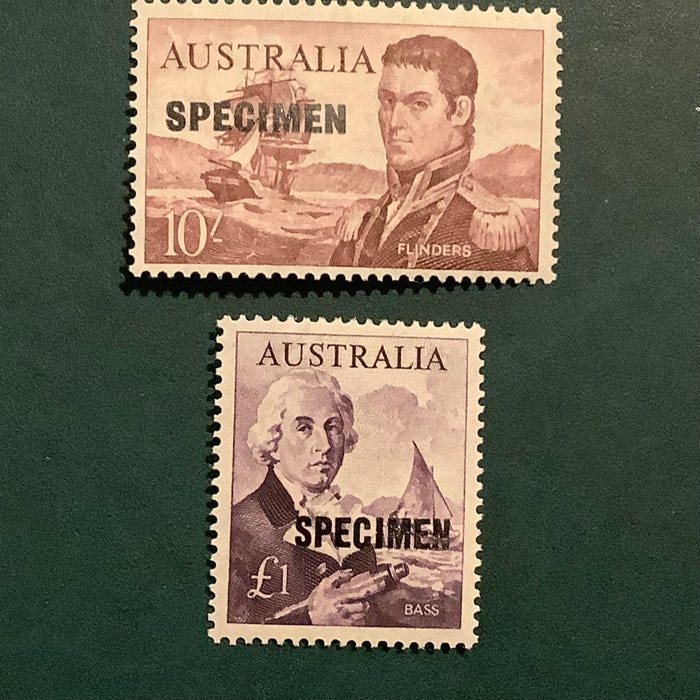 AUSTRALIA
SPECIMEN
10/-
FLINDERS
AUSTRALIA
SPECIMEN
£1
BASS